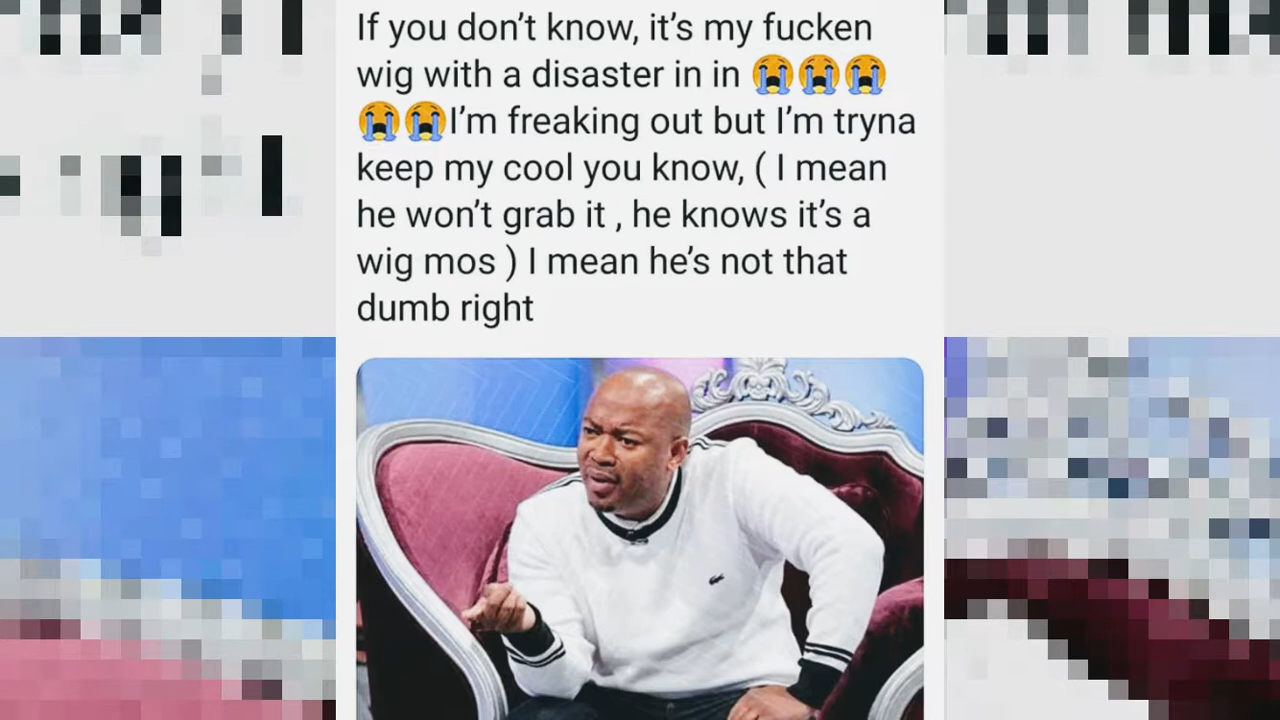 If you don’t know, it’s my fucken
wig with a disaster in in 😭😭😭
😭😭I’m freaking out but I’m tryna
keep my cool you know, ( I mean
he won’t grab it , he knows it’s a
wig mos ) I mean he’s not that
dumb right